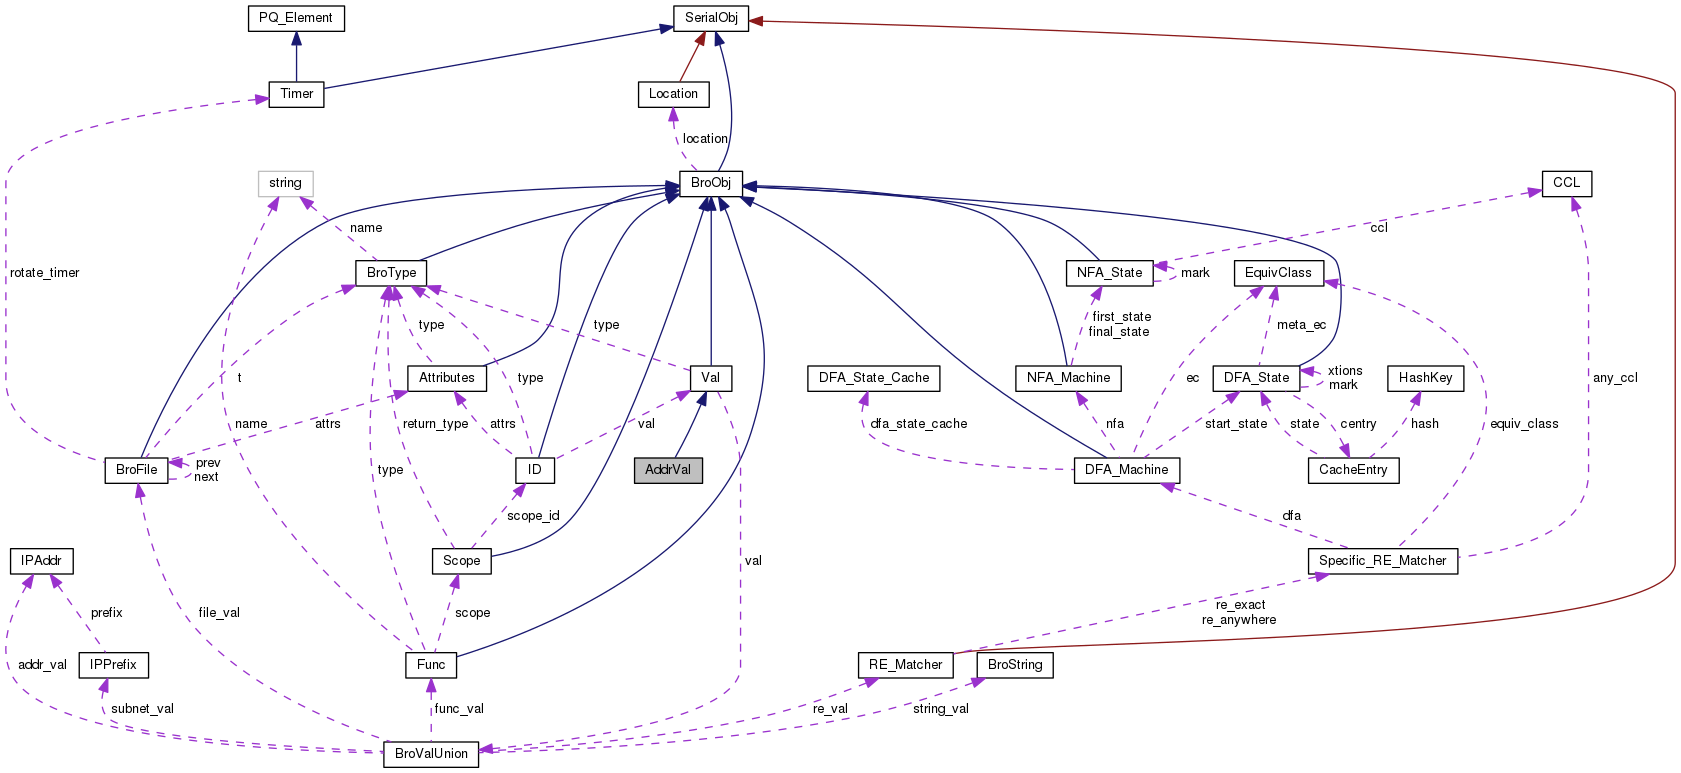 PQ_Element
SerialObj
Timer
Location
location
string
BroObj
CCL
name
ccl
rotate_timer
BroType
NFA_State
mark
EquivClass
first_state
final_state
meta_ec
type
type
t
Attributes
type
Val
DFA_State_Cache
NFA_Machine
ec
DFA_State
xtions
mark
HashKey
any_ccl
name
attrs
return_type
attrs
val
dfa_state_cache
nfa
start_state
state
centry
hash
equiv_class
BroFile
prev
next
type
ID
AddrVal
DFA_Machine
CacheEntry
scope_id
dfa
IPAddr
Scope
val
Specific_RE_Matcher
prefix
file_val
scope
re_exact
re_anywhere
addr_val
IPPrefix
Func
RE_Matcher
BroString
subnet_val
func_val
re_val
string_val
BroValUnion